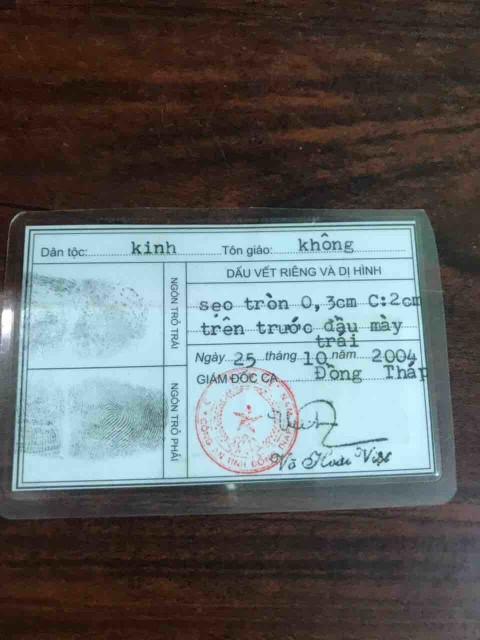 Dân tộc: kinh Tôn giáo: không
NGÓN TRỎ TRÁI
NGÓN TRỎ PHẢI
DẤU VẾT RIÊNG VÀ DỊ HÌNH
sẹo tròn 0,3cm C:2cm
trên trước đầu mày
trái
Ngày 25 tháng 10 năm 2004
GIÁM ĐỐC CA Đồng Tháp
Võ Hoài Việt